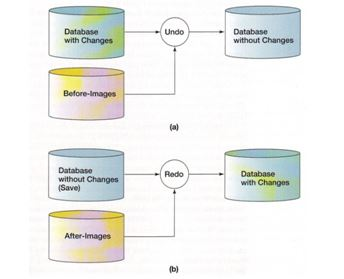 Database
with Changes
Undo
Database
without Changes
Before-Images
(a)
Database
without Changes
(Save)
Redo
Database
with Changes
After-Images
(b)